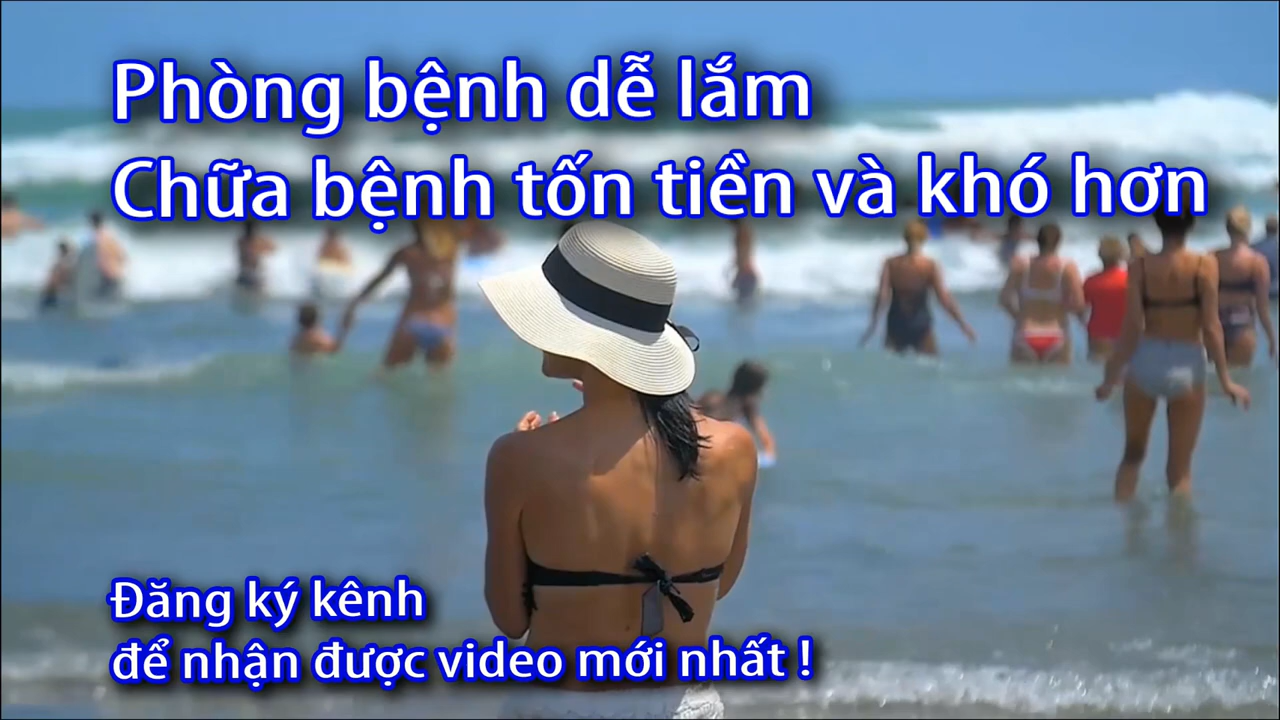 Phòng bệnh dễ lắm
Chữa bệnh tốn tiền và khó hơn
Đăng ký kênh
để nhận được video mới nhất !